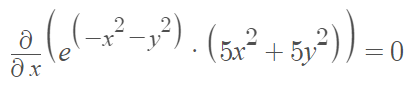 ∂/∂x (e^(−x²−y²) · (5x² + 5y²)) = 0